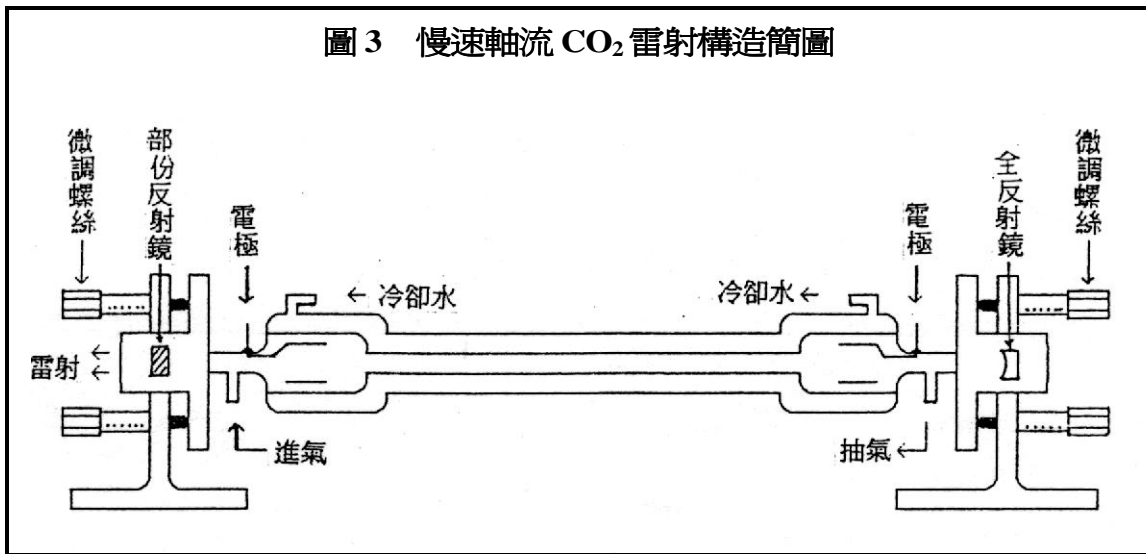 圖 3 慢速軸流 CO₂ 雷射構造簡圖
微調螺絲
部份反射鏡
電極
冷卻水
冷卻水
電極
全反射鏡
微調螺絲
雷射
進氣
抽氣